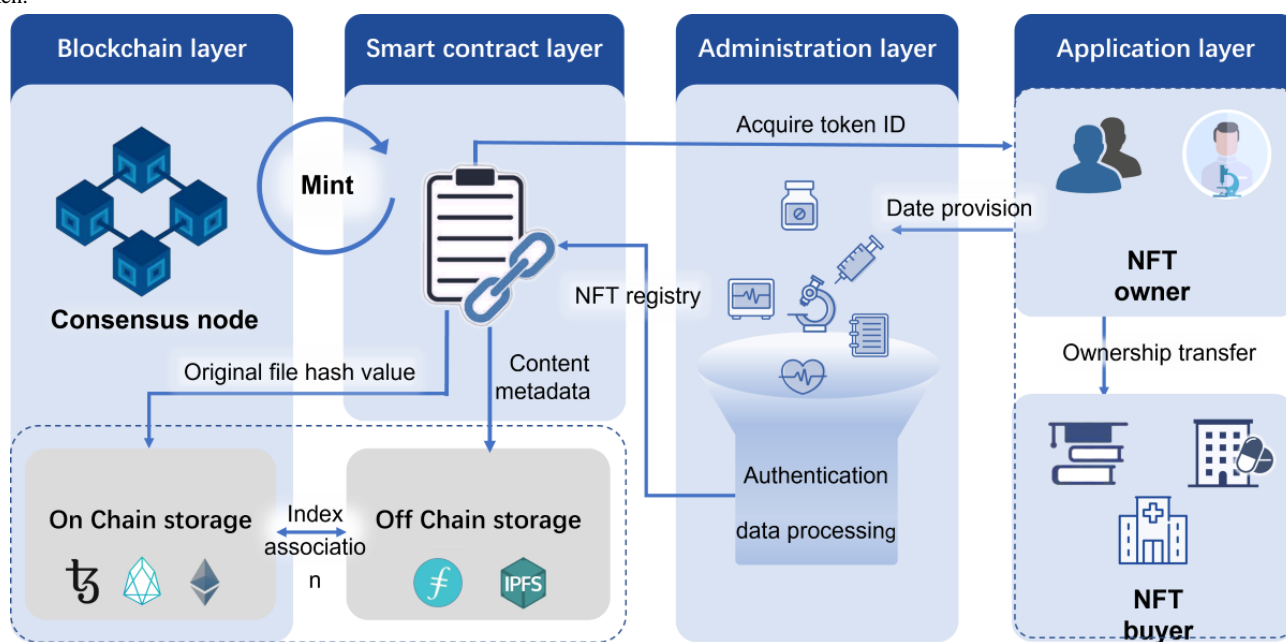 Blockchain layer
Smart contract layer
Administration layer
Application layer
Acquire token ID
Mint
Date provision
NFT
owner
NFT registry
Consensus node
Original file hash value
Content
metadata
Ownership transfer
Authentication
data processing
On Chain storage
Index
associatio
n
Off Chain storage
IPFS
NFT
buyer